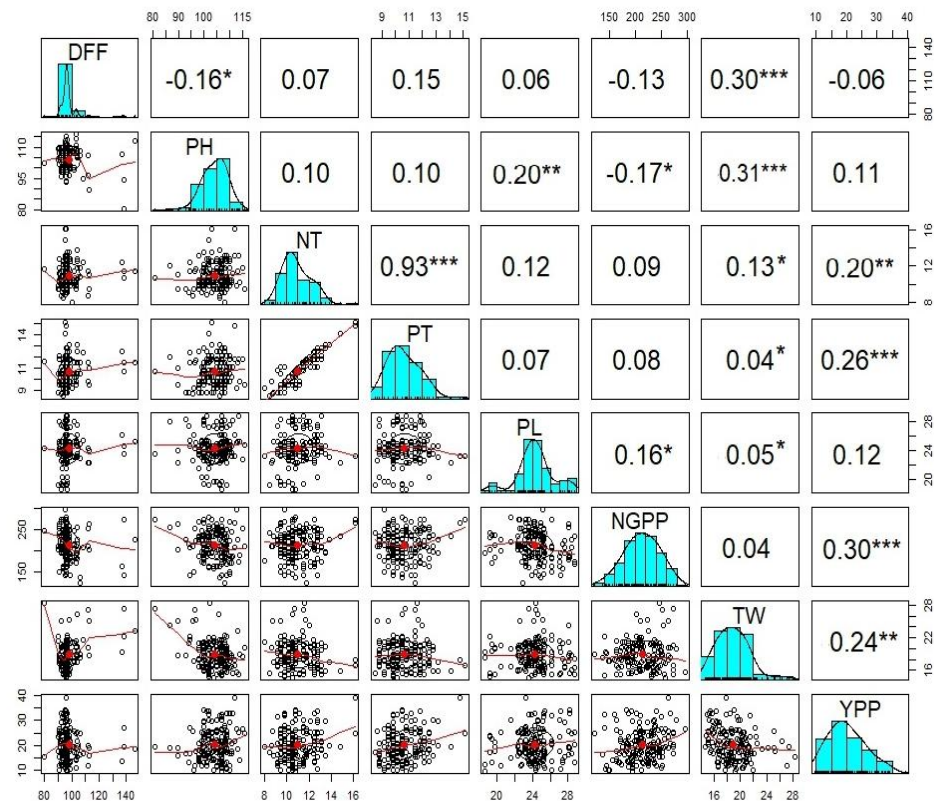 80 90 100 115 9 11 13 15 150 200 250 300 10 20 30 40
DFF -0.16* 0.07 0.15 0.06 -0.13 0.30*** -0.06 80 110 140
80 95 110 PH 0.10 0.10 0.20** -0.17* 0.31*** 0.11
NT 0.93*** 0.12 0.09 0.13* 0.20** 8 12 16
9 11 14 PT 0.07 0.08 0.04* 0.26***
PL 0.16* 0.05* 0.12 20 24 28
150 250 NGPP 0.04 0.30***
TW 0.24** 16 22 28
10 20 30 40 YPP
80 100 120 140 8 10 12 14 16 20 24 28 16 20 24 28